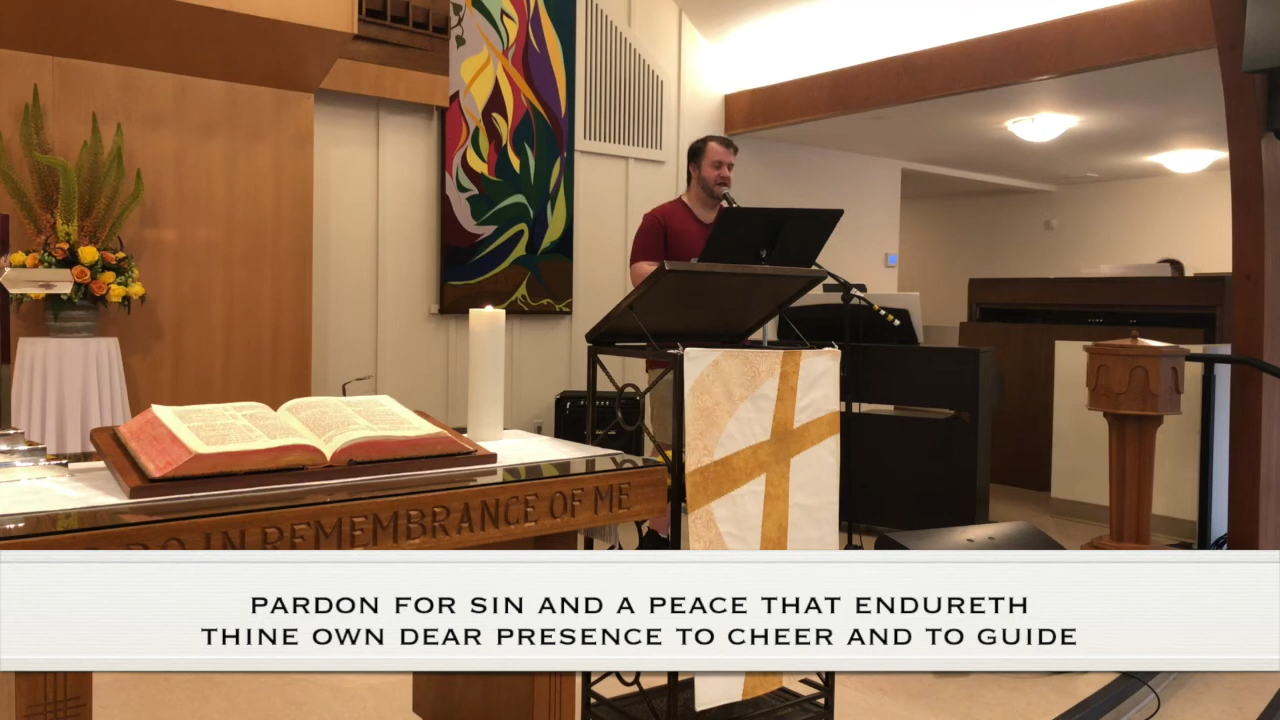 DO IN REMEMBRANCE OF ME
PARDON FOR SIN AND A PEACE THAT ENDURETH
THINE OWN DEAR PRESENCE TO CHEER AND TO GUIDE